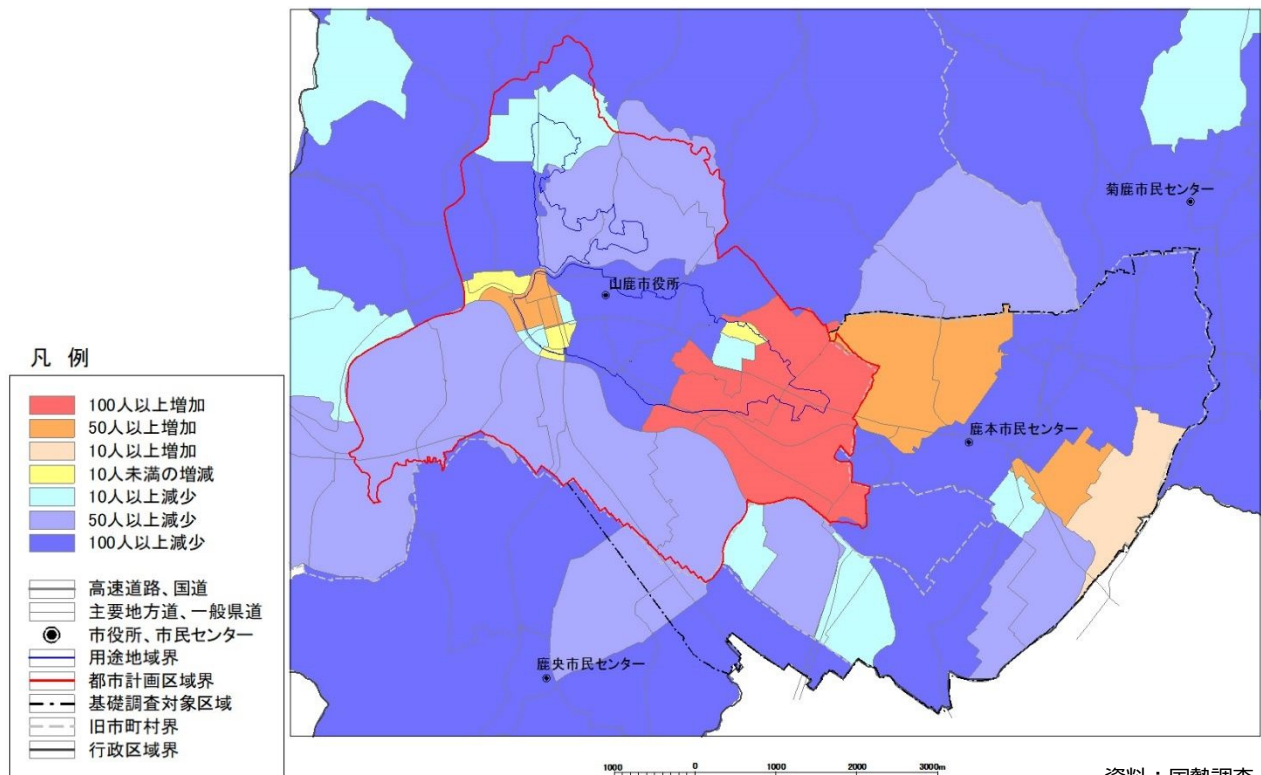 菊鹿市民センター
山鹿市役所
鹿本市民センター
鹿央市民センター
凡 例
100人以上増加
50人以上増加
10人以上増加
10人未満の増減
10人以上減少
50人以上減少
100人以上減少
高速道路、国道
主要地方道、一般県道
市役所、市民センター
用途地域界
都市計画区域界
基礎調査対象区域
旧市町村界
行政区域界
1000 0 1000 2000 3000m
資料：国勢調査